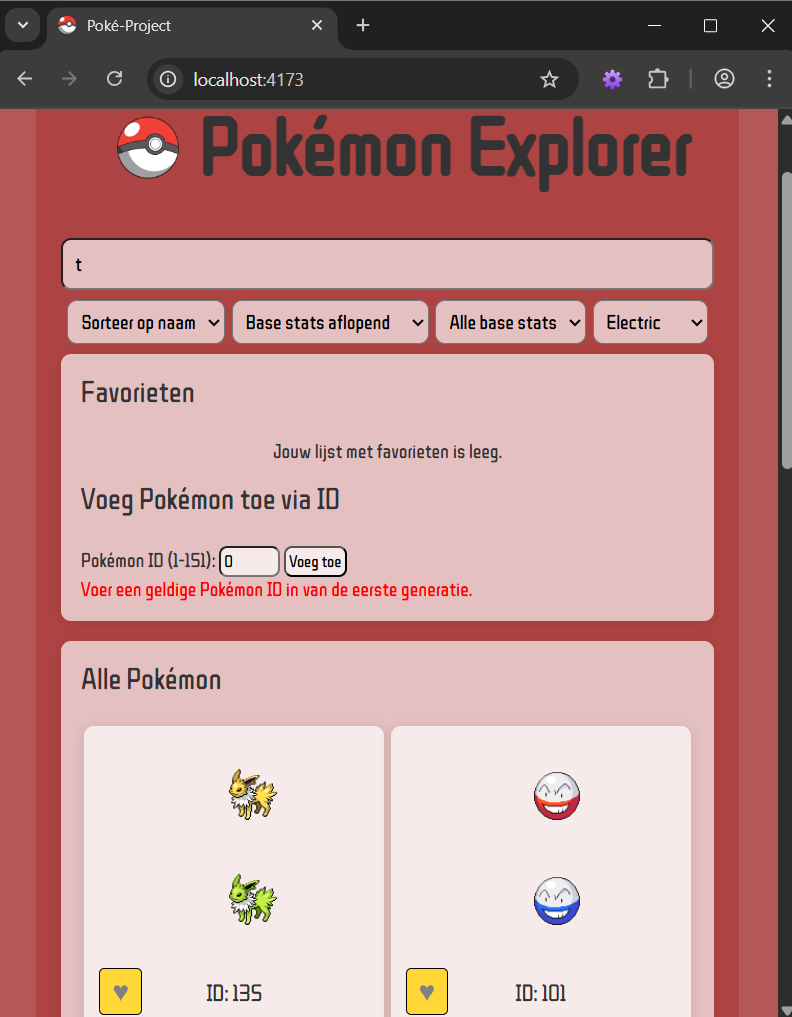 Poké-Project
localhost:4173
Pokémon Explorer
t
Sorteer op naam Base stats aflopend Alle base stats Electric
Favorieten
Jouw lijst met favorieten is leeg.
Voeg Pokémon toe via ID
Pokémon ID (1-151): 0 Voeg toe
Voer een geldige Pokémon ID in van de eerste generatie.
Alle Pokémon
ID: 135 ID: 101